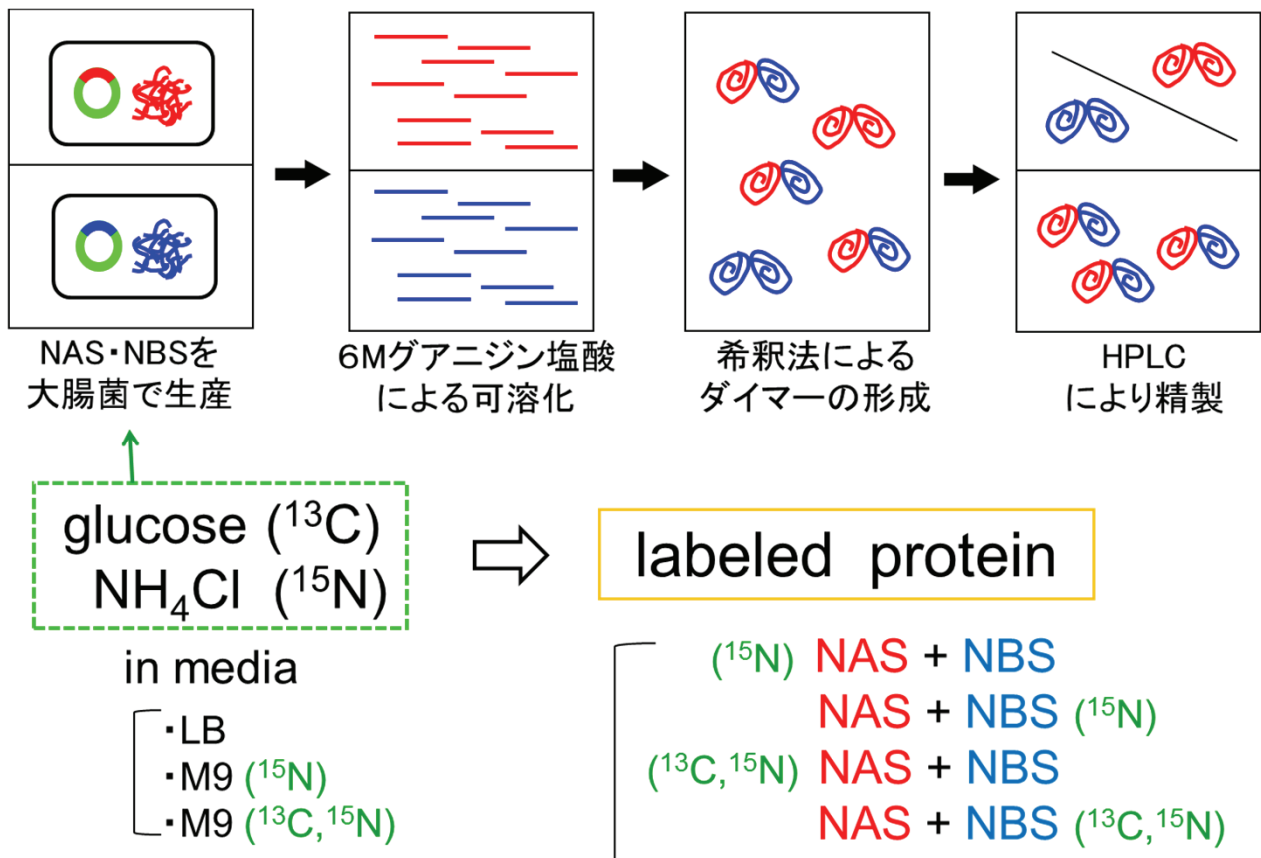 NAS・NBSを
大腸菌で生産
6Mグアニジン塩酸
による可溶化
希釈法による
ダイマーの形成
HPLC
により精製
glucose (¹³C)
NH₄Cl (¹⁵N)
in media
・LB
・M9 (¹⁵N)
・M9 (¹³C,¹⁵N)
labeled protein
(¹⁵N) NAS + NBS
NAS + NBS (¹⁵N)
(¹³C,¹⁵N) NAS + NBS
NAS + NBS (¹³C,¹⁵N)